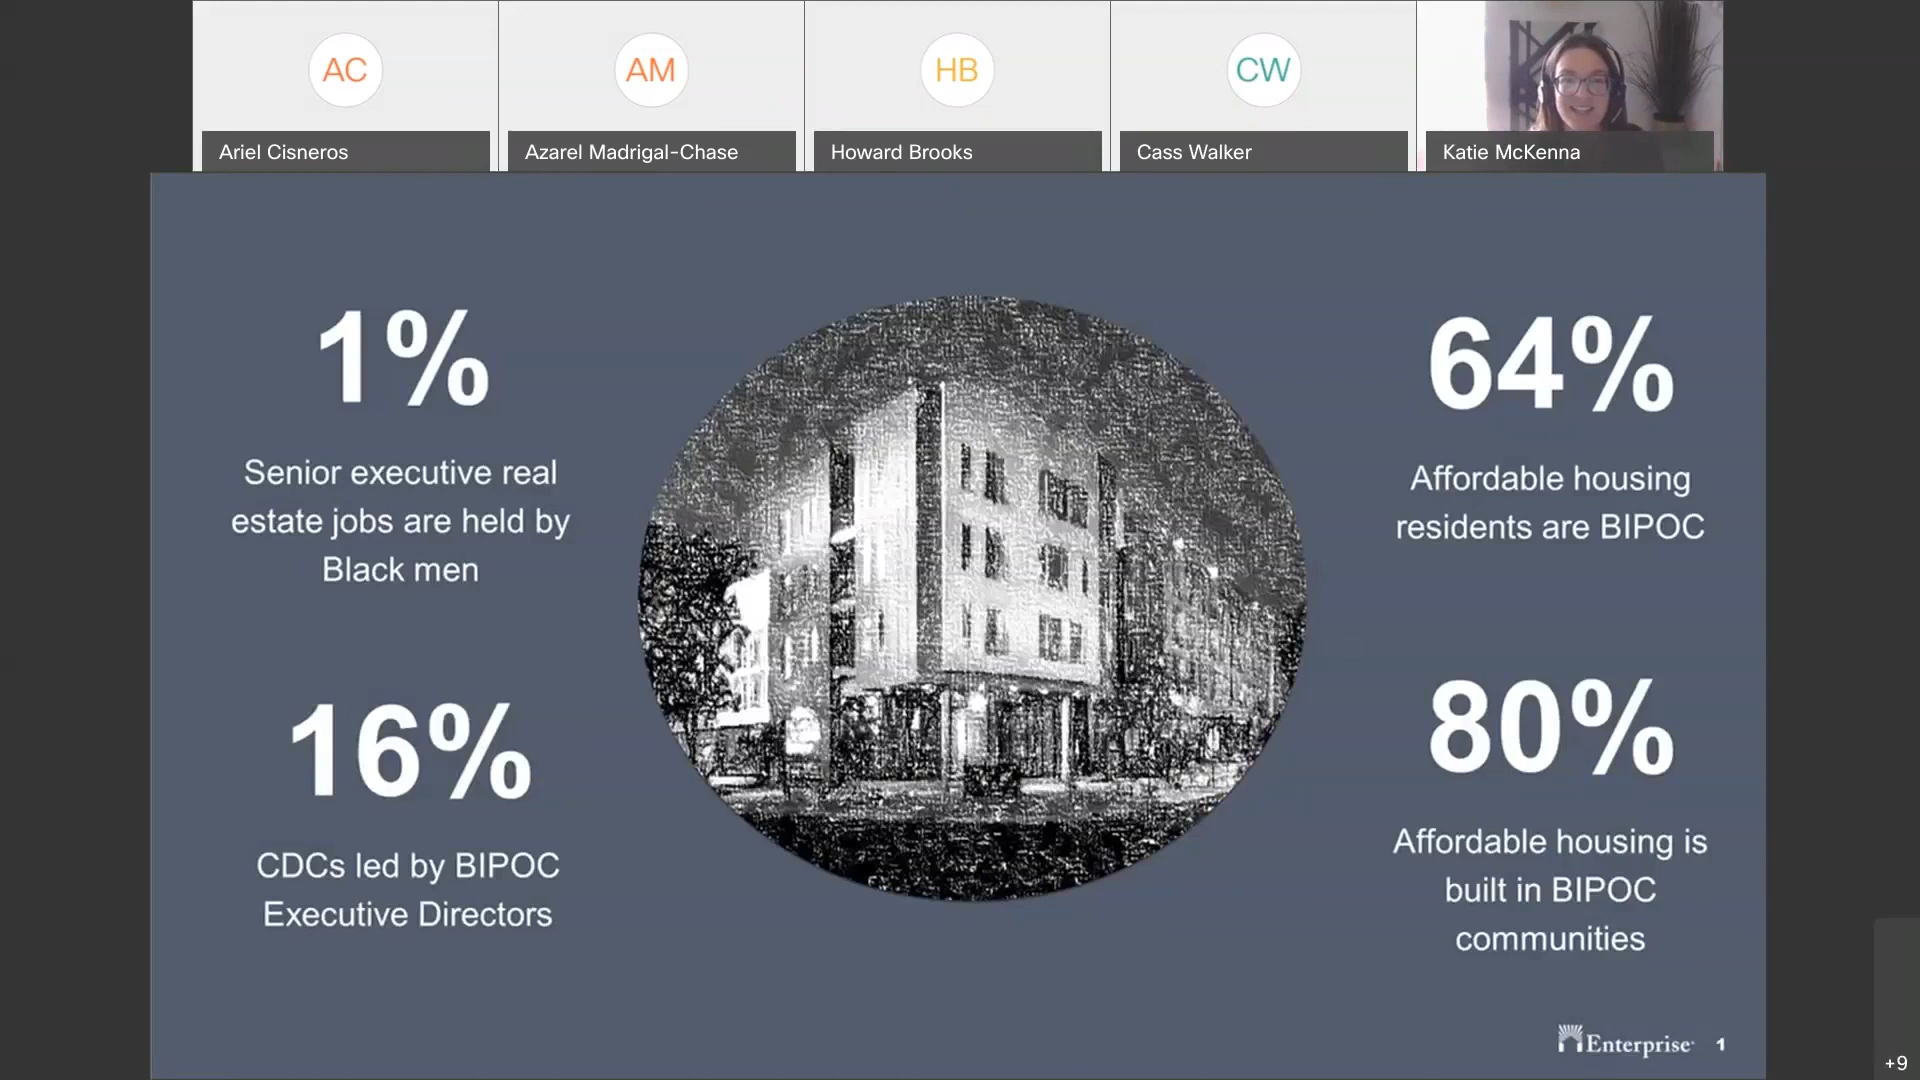 AC
AM
HB
CW
Ariel Cisneros
Azarel Madrigal-Chase
Howard Brooks
Cass Walker
Katie McKenna
1%
Senior executive real
estate jobs are held by
Black men
16%
CDCs led by BIPOC
Executive Directors
64%
Affordable housing
residents are BIPOC
80%
Affordable housing is
built in BIPOC
communities
Enterprise
1
+9